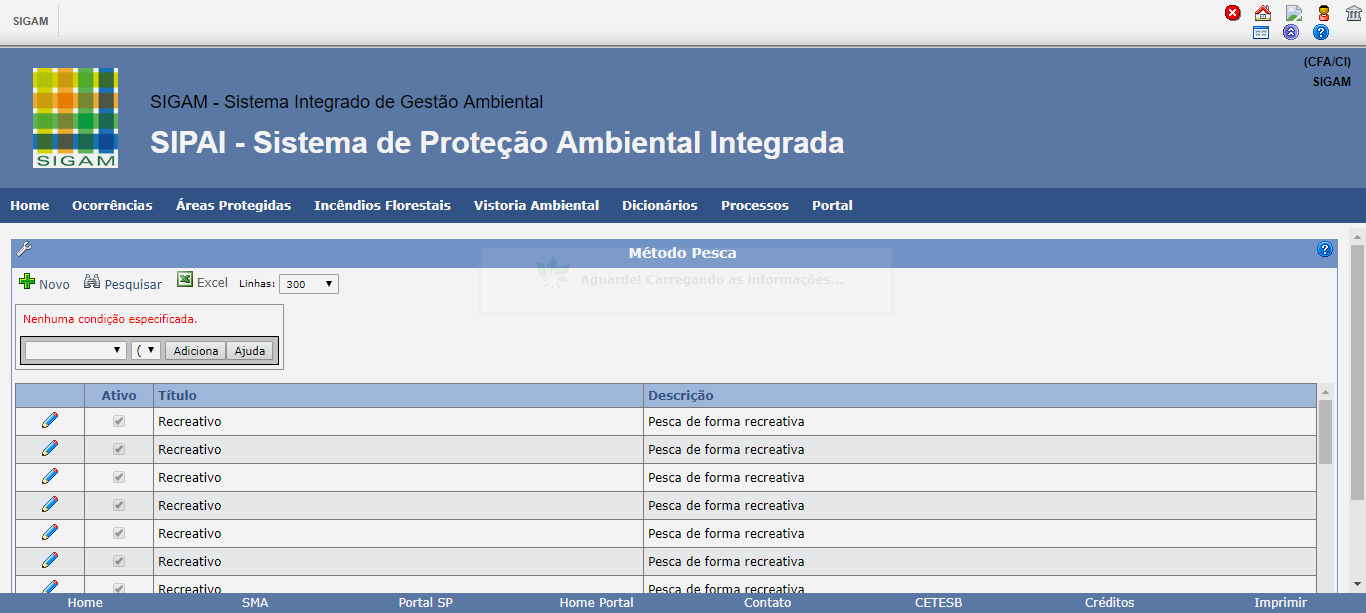 SIGAM
(CFA/CI)
SIGAM
SIGAM
SIGAM - Sistema Integrado de Gestão Ambiental
SIPAI - Sistema de Proteção Ambiental Integrada
Home Ocorrências Áreas Protegidas Incêndios Florestais Vistoria Ambiental Dicionários Processos Portal
Método Pesca
Aguarde! Carregando as informações...
Novo Pesquisar Excel Linhas: 300
Nenhuma condição especificada.
( Adiciona Ajuda
Ativo Título Descrição
Recreativo Pesca de forma recreativa
Recreativo Pesca de forma recreativa
Recreativo Pesca de forma recreativa
Recreativo Pesca de forma recreativa
Recreativo Pesca de forma recreativa
Recreativo Pesca de forma recreativa
Recreativo Pesca de forma recreativa
Home SMA Portal SP Home Portal Contato CETESB Créditos Imprimir